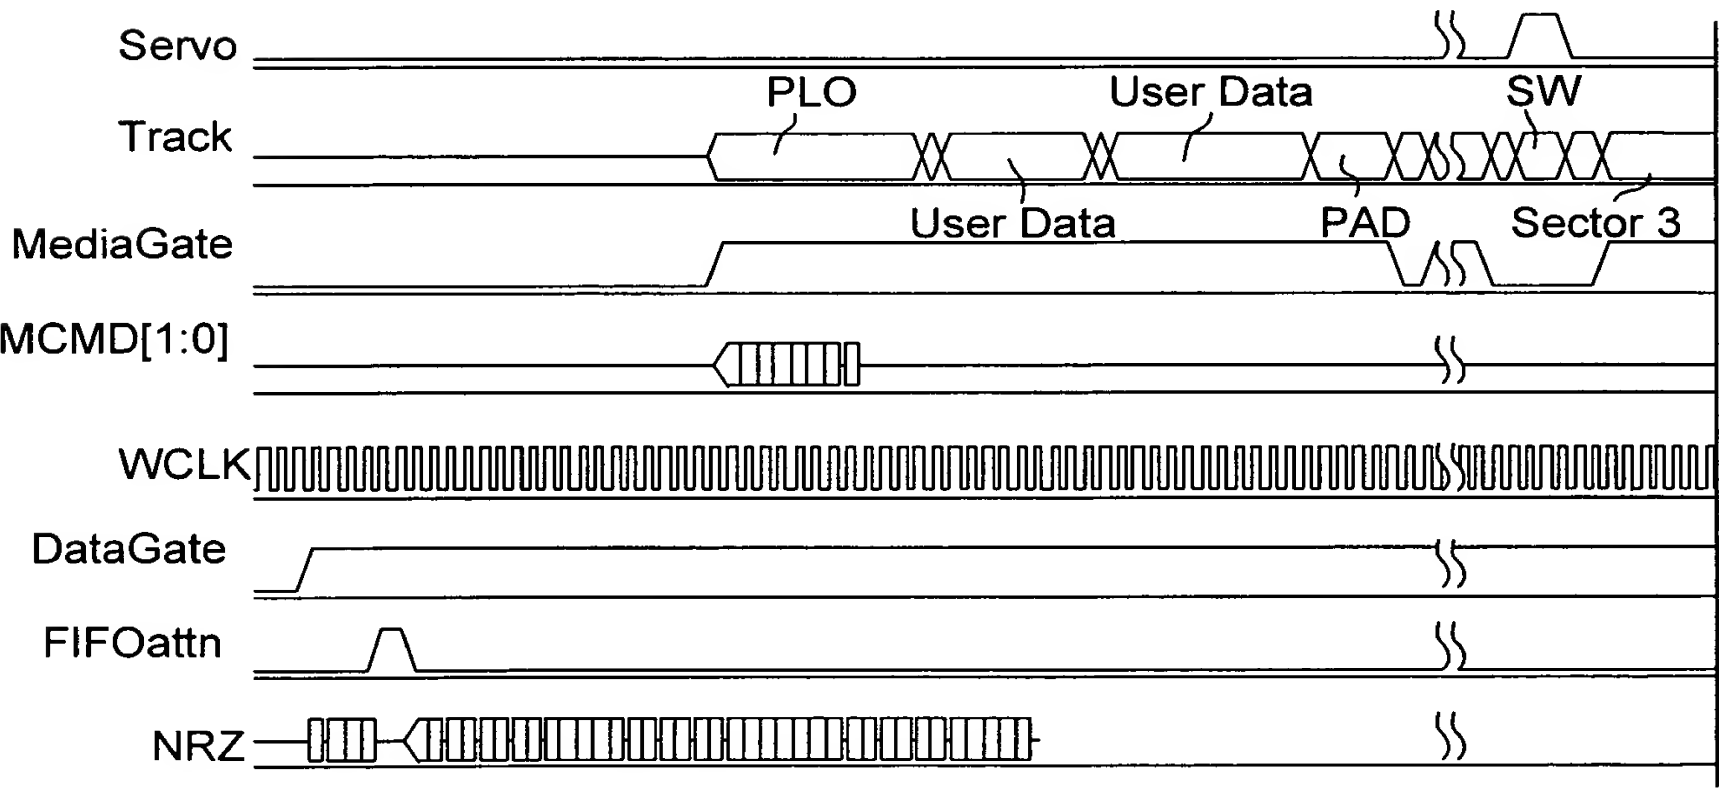 Servo
PLO
User Data
SW
Track
User Data
PAD
Sector 3
MediaGate
MCMD[1:0]
WCLK
DataGate
FIFOattn
NRZ